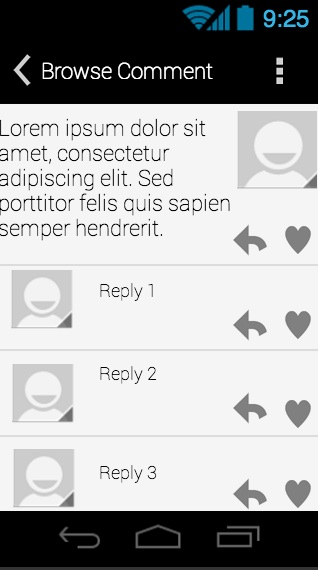 9:25
Browse Comment
Lorem ipsum dolor sit
amet, consectetur
adipiscing elit. Sed
porttitor felis quis sapien
semper hendrerit.
Reply 1
Reply 2
Reply 3